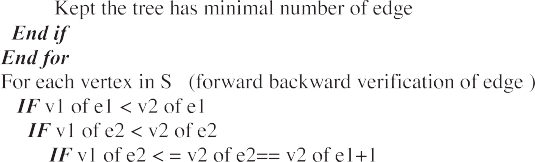 Kept the tree has minimal number of edge
End if
End for
For each vertex in S (forward backward verification of edge )
IF v1 of e1 < v2 of e1
IF v1 of e2 < v2 of e2
IF v1 of e2 < = v2 of e2== v2 of e1+1